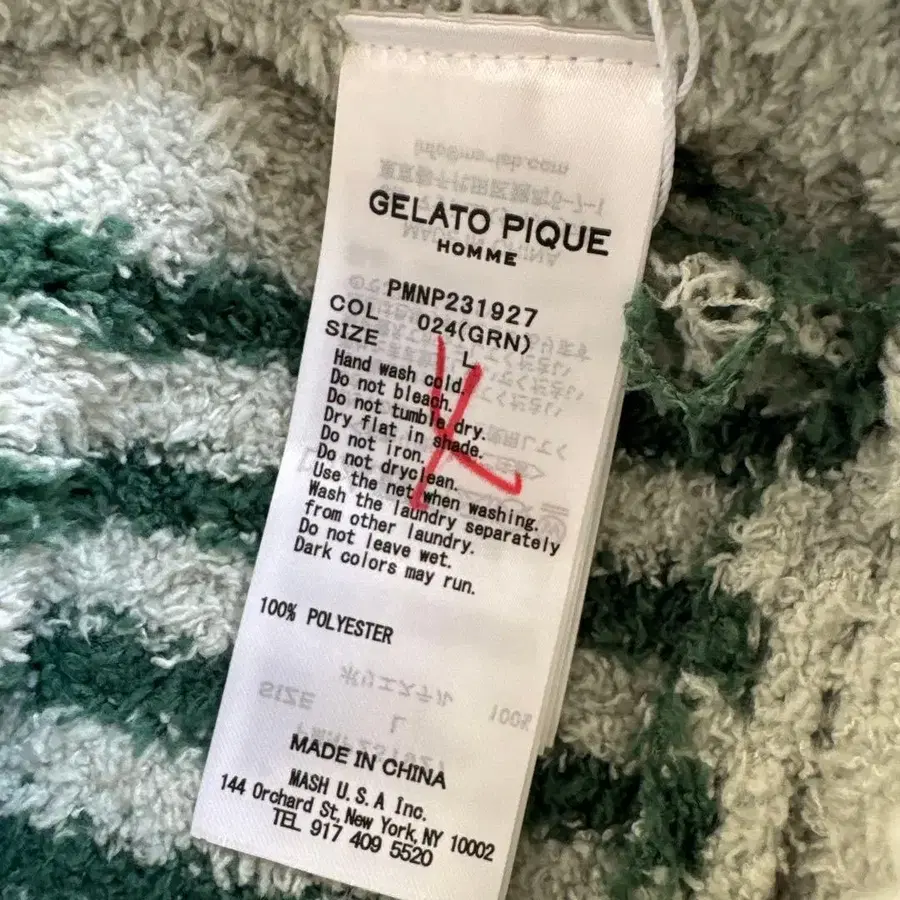 GELATO PIQUE
HOMME
PMNP231927
COL 024(GRN)
SIZE L
Hand wash cold.
Do not bleach.
Do not tumble dry.
Dry flat in shade.
Do not iron.
Do not dryclean.
Use the net when washing.
Wash the laundry separately
from other laundry.
Do not leave wet.
Dark colors may run.
100% POLYESTER
MADE IN CHINA
MASH U.S.A Inc.
144 Orchard St, New York, NY 10002
TEL 917 409 5520